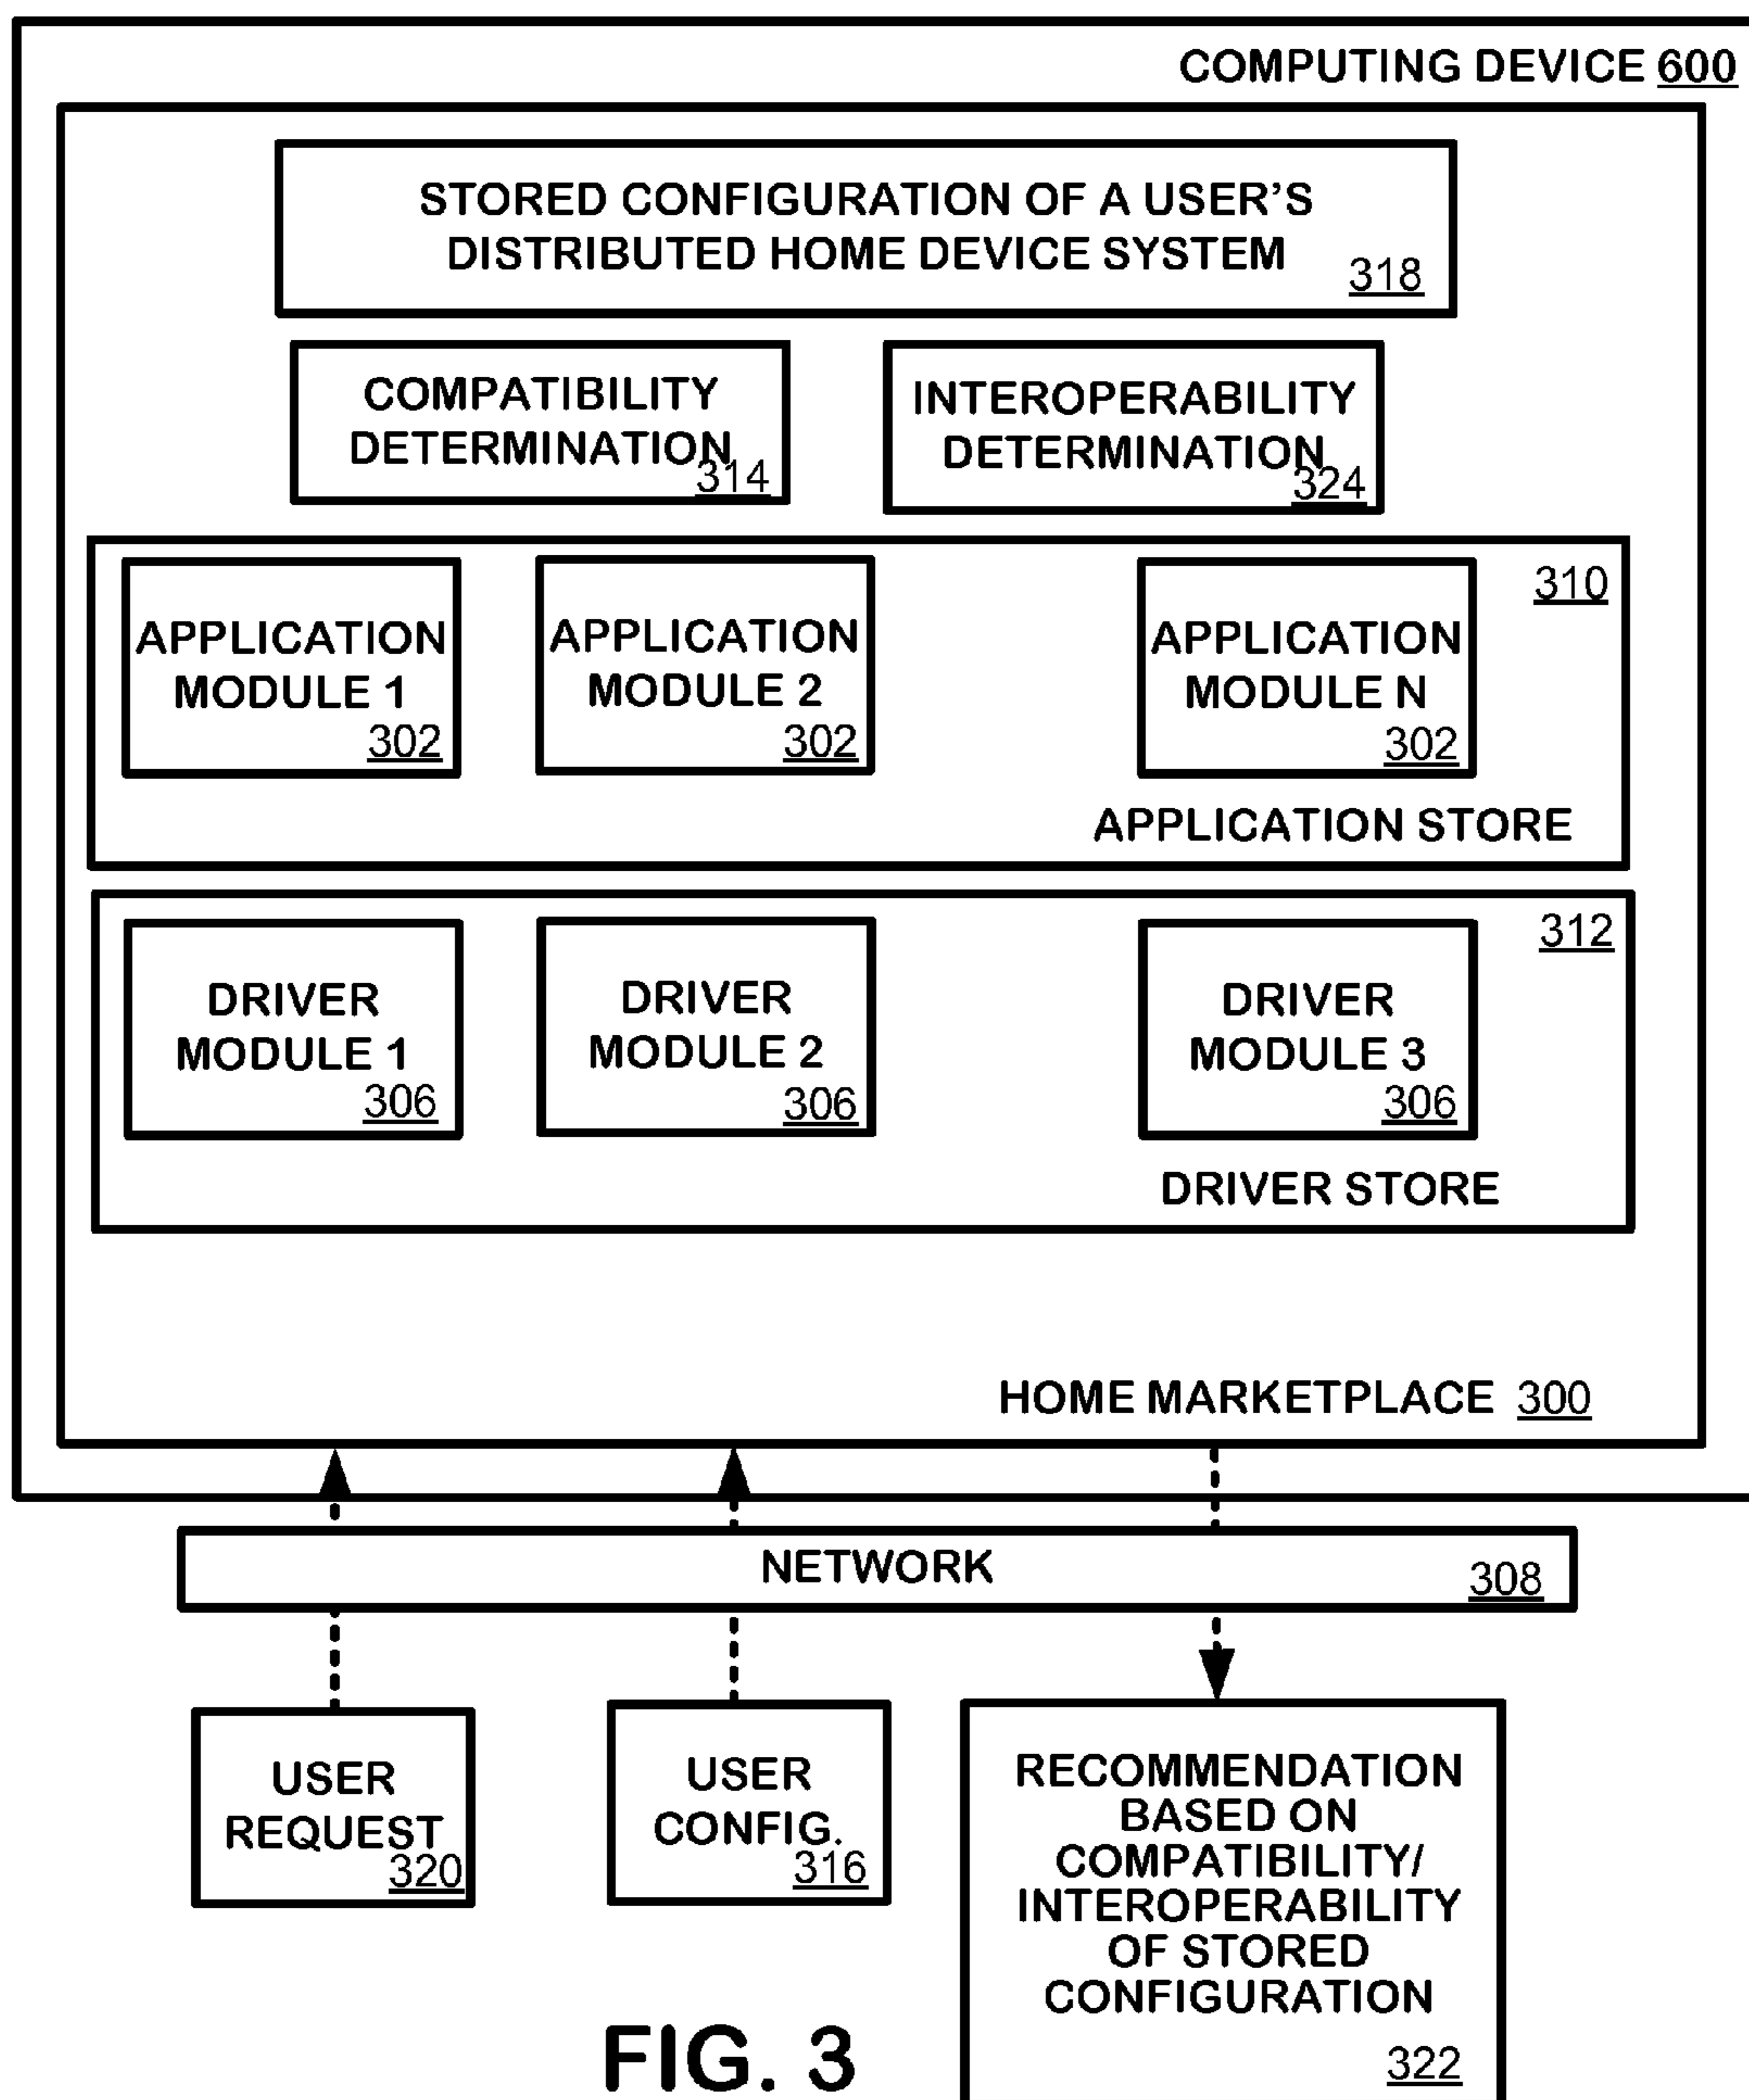 COMPUTING DEVICE 600
STORED CONFIGURATION OF A USER’S
DISTRIBUTED HOME DEVICE SYSTEM
318
COMPATIBILITY
DETERMINATION
314
INTEROPERABILITY
DETERMINATION
324
310
APPLICATION
MODULE 1
302
APPLICATION
MODULE 2
302
APPLICATION
MODULE N
302
APPLICATION STORE
312
DRIVER
MODULE 1
306
DRIVER
MODULE 2
306
DRIVER
MODULE 3
306
DRIVER STORE
HOME MARKETPLACE 300
NETWORK
308
USER
REQUEST
320
USER
CONFIG.
316
RECOMMENDATION
BASED ON
COMPATIBILITY/
INTEROPERABILITY
OF STORED
CONFIGURATION
322
FIG. 3